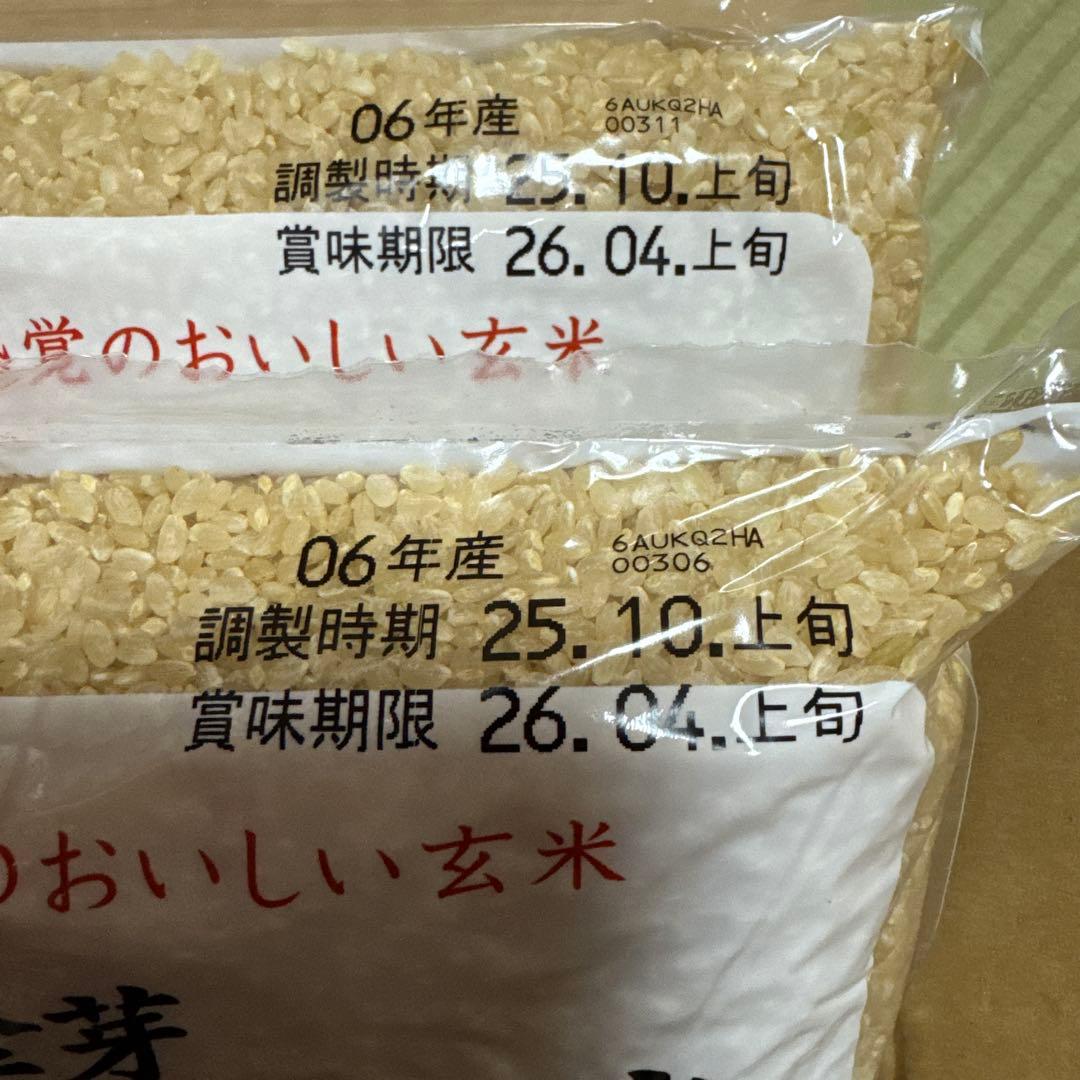 06年産
6AUKQ2HA
00311
調製時期 25.10.上旬
賞味期限 26.04.上旬
覚のおいしい玄米
06年産
6AUKQ2HA
00306
調製時期 25.10.上旬
賞味期限 26.04.上旬
のおいしい玄米
芽